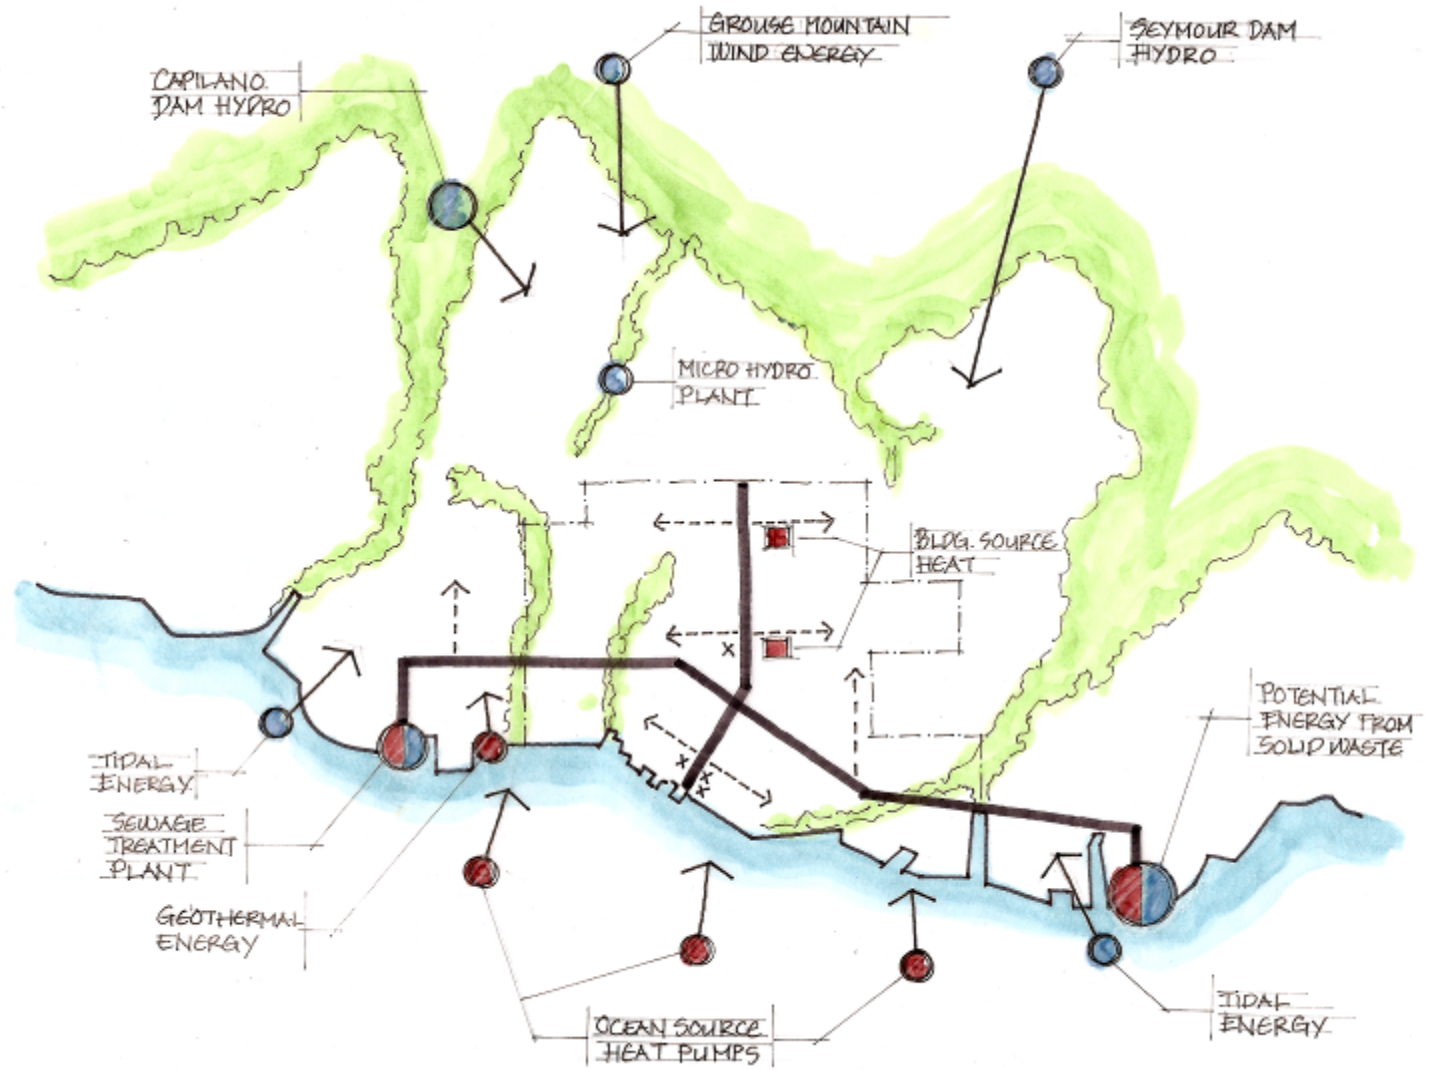 GROUSE MOUNTAIN
WIND ENERGY
SEYMOUR DAM
HYDRO
CAPILANO
DAM HYDRO
MICRO HYDRO
PLANT
BLDG. SOURCE
HEAT
POTENTIAL
ENERGY FROM
SOLID WASTE
TIDAL
ENERGY
SEWAGE
TREATMENT
PLANT
GEOTHERMAL
ENERGY
OCEAN SOURCE
HEAT PUMPS
TIDAL
ENERGY